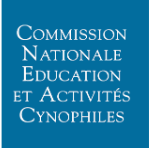 Commission
Nationale
Education
et Activités
Cynophiles